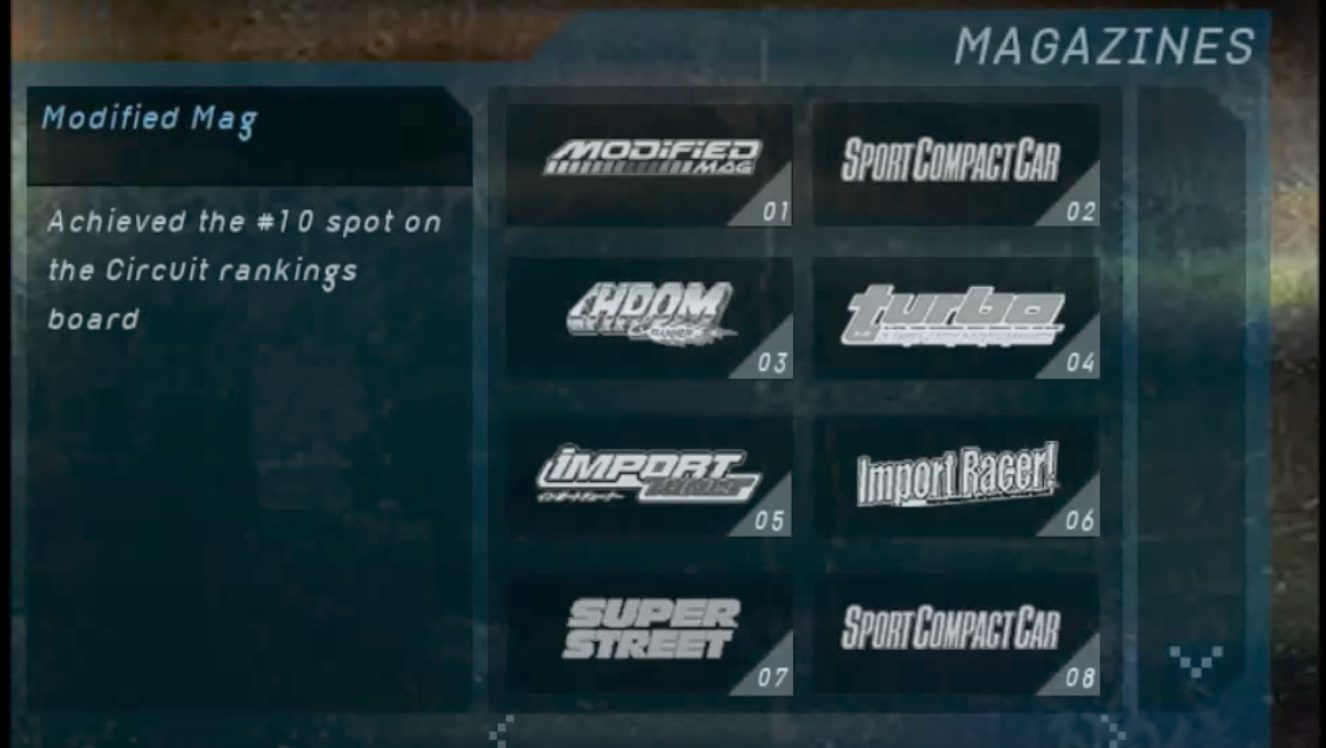 MAGAZINES
Modified Mag
Achieved the #10 spot on
the Circuit rankings
board
MODiFiED
MAG
01
SPORT COMPACT CAR
02
HDOM
03
turbo
04
iMPORT
05
Import Racer!
06
SUPER
STREET
07
SPORT COMPACT CAR
08